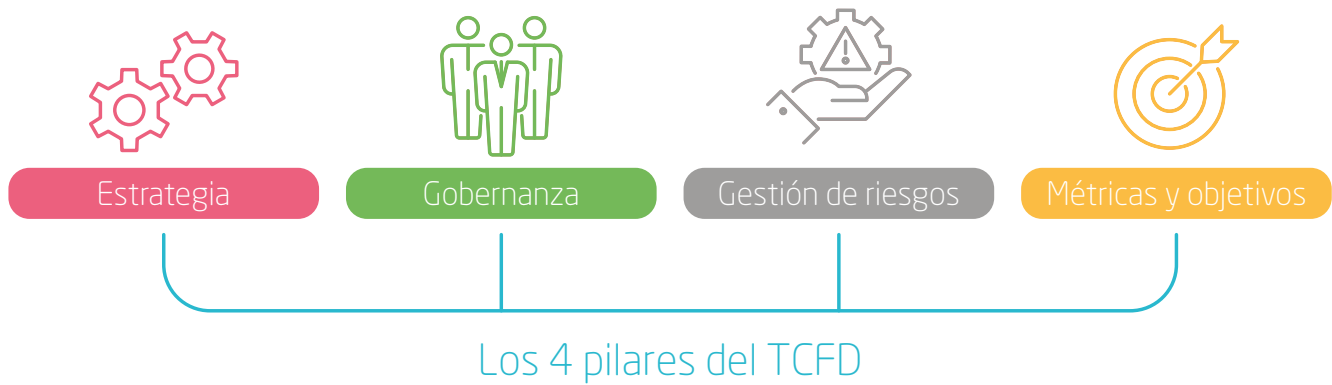 Estrategia
Gobernanza
Gestión de riesgos
Métricas y objetivos
Los 4 pilares del TCFD